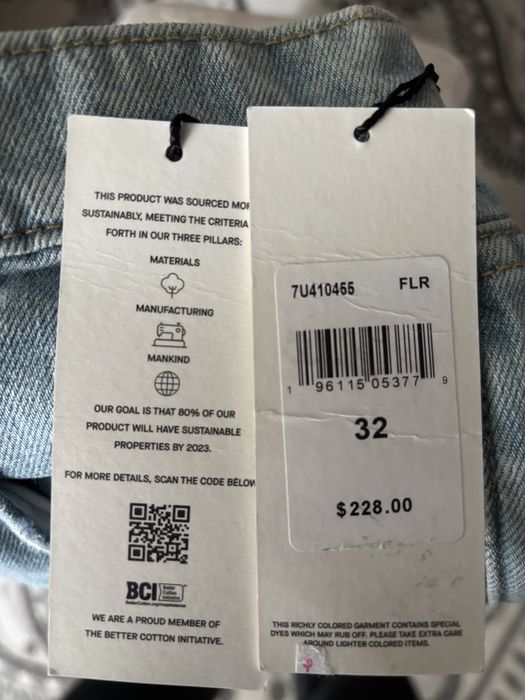 THIS PRODUCT WAS SOURCED
SUSTAINABLY, MEETING THE CRITERIA
FORTH IN OUR THREE PILLARS:
MATERIALS
MANUFACTURING
MANKIND
OUR GOAL IS THAT 80% OF OUR
PRODUCT WILL HAVE SUSTAINABLE
PROPERTIES BY 2023.
FOR MORE DETAILS, SCAN THE CODE BELOW
BCI Better
Cotton
Initiative
WE ARE A PROUD MEMBER OF
THE BETTER COTTON INITIATIVE.
7U410455 FLR
1 96115 05377 9
32
$228.00
THIS RICHLY COLORED GARMENT CONTAINS SPECIAL
DYES WHICH MAY RUB OFF. PLEASE TAKE EXTRA CARE
AROUND LIGHTER COLORED ITEMS.